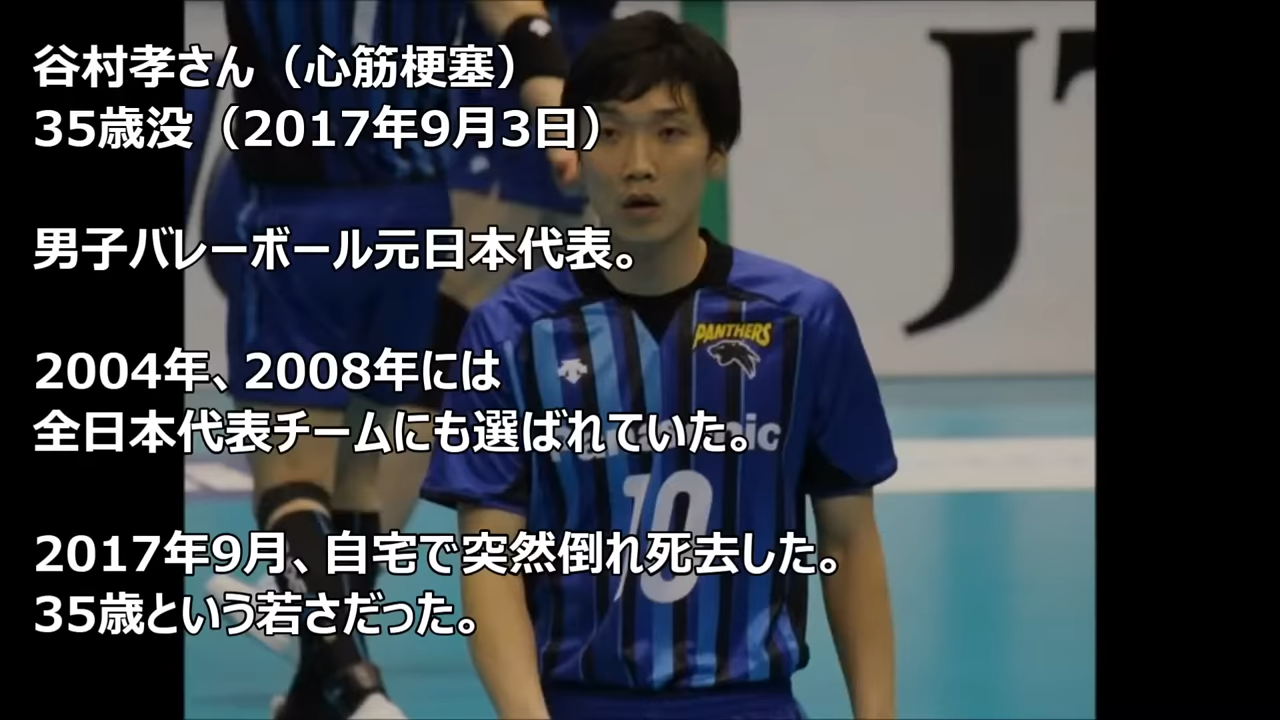 谷村孝さん（心筋梗塞）
35歳没（2017年9月3日）
男子バレーボール元日本代表。
2004年、2008年には
全日本代表チームにも選ばれていた。
2017年9月、自宅で突然倒れ死去した。
35歳という若さだった。
JT
PANTHERS
Panasonic
10